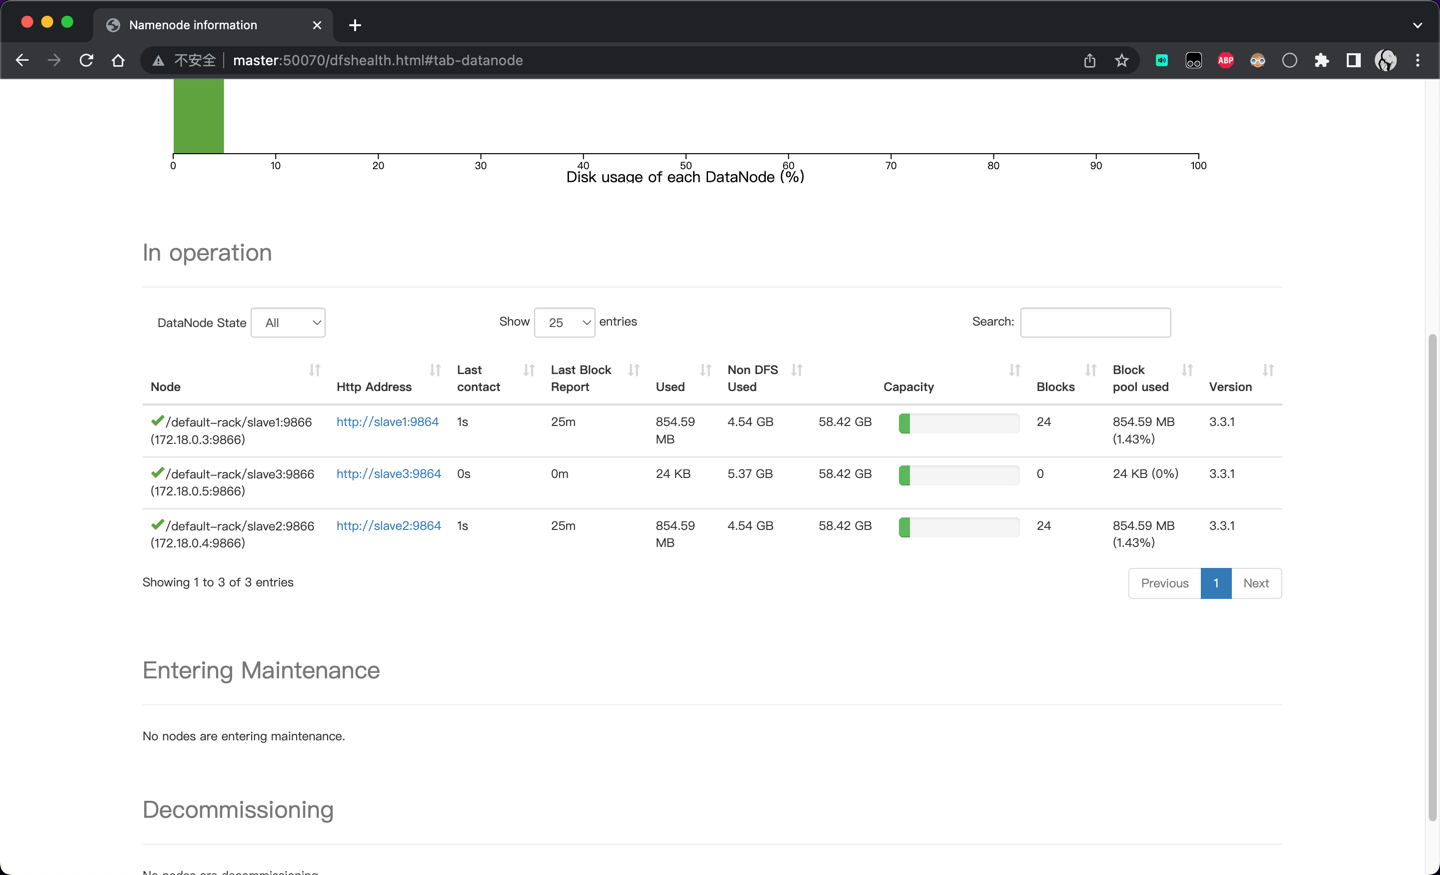 Namenode information
不安全 master:50070/dfshealth.html#tab-datanode
ABP
0 10 20 30 40 50 60 70 80 90 100
Disk usage of each DataNode (%)
In operation
DataNode State All Show 25 entries Search:
Node Http Address Last contact Last Block Report Used Non DFS Used Capacity Blocks Block pool used Version
/default-rack/slave1:9866 http://slave1:9864 1s 25m 854.59 4.54 GB 58.42 GB 24 854.59 MB 3.3.1
(172.18.0.3:9866) MB (1.43%)
/default-rack/slave3:9866 http://slave3:9864 0s 0m 24 KB 5.37 GB 58.42 GB 0 24 KB (0%) 3.3.1
(172.18.0.5:9866)
/default-rack/slave2:9866 http://slave2:9864 1s 25m 854.59 4.54 GB 58.42 GB 24 854.59 MB 3.3.1
(172.18.0.4:9866) MB (1.43%)
Showing 1 to 3 of 3 entries Previous 1 Next
Entering Maintenance
No nodes are entering maintenance.
Decommissioning
No nodes are decommissioning